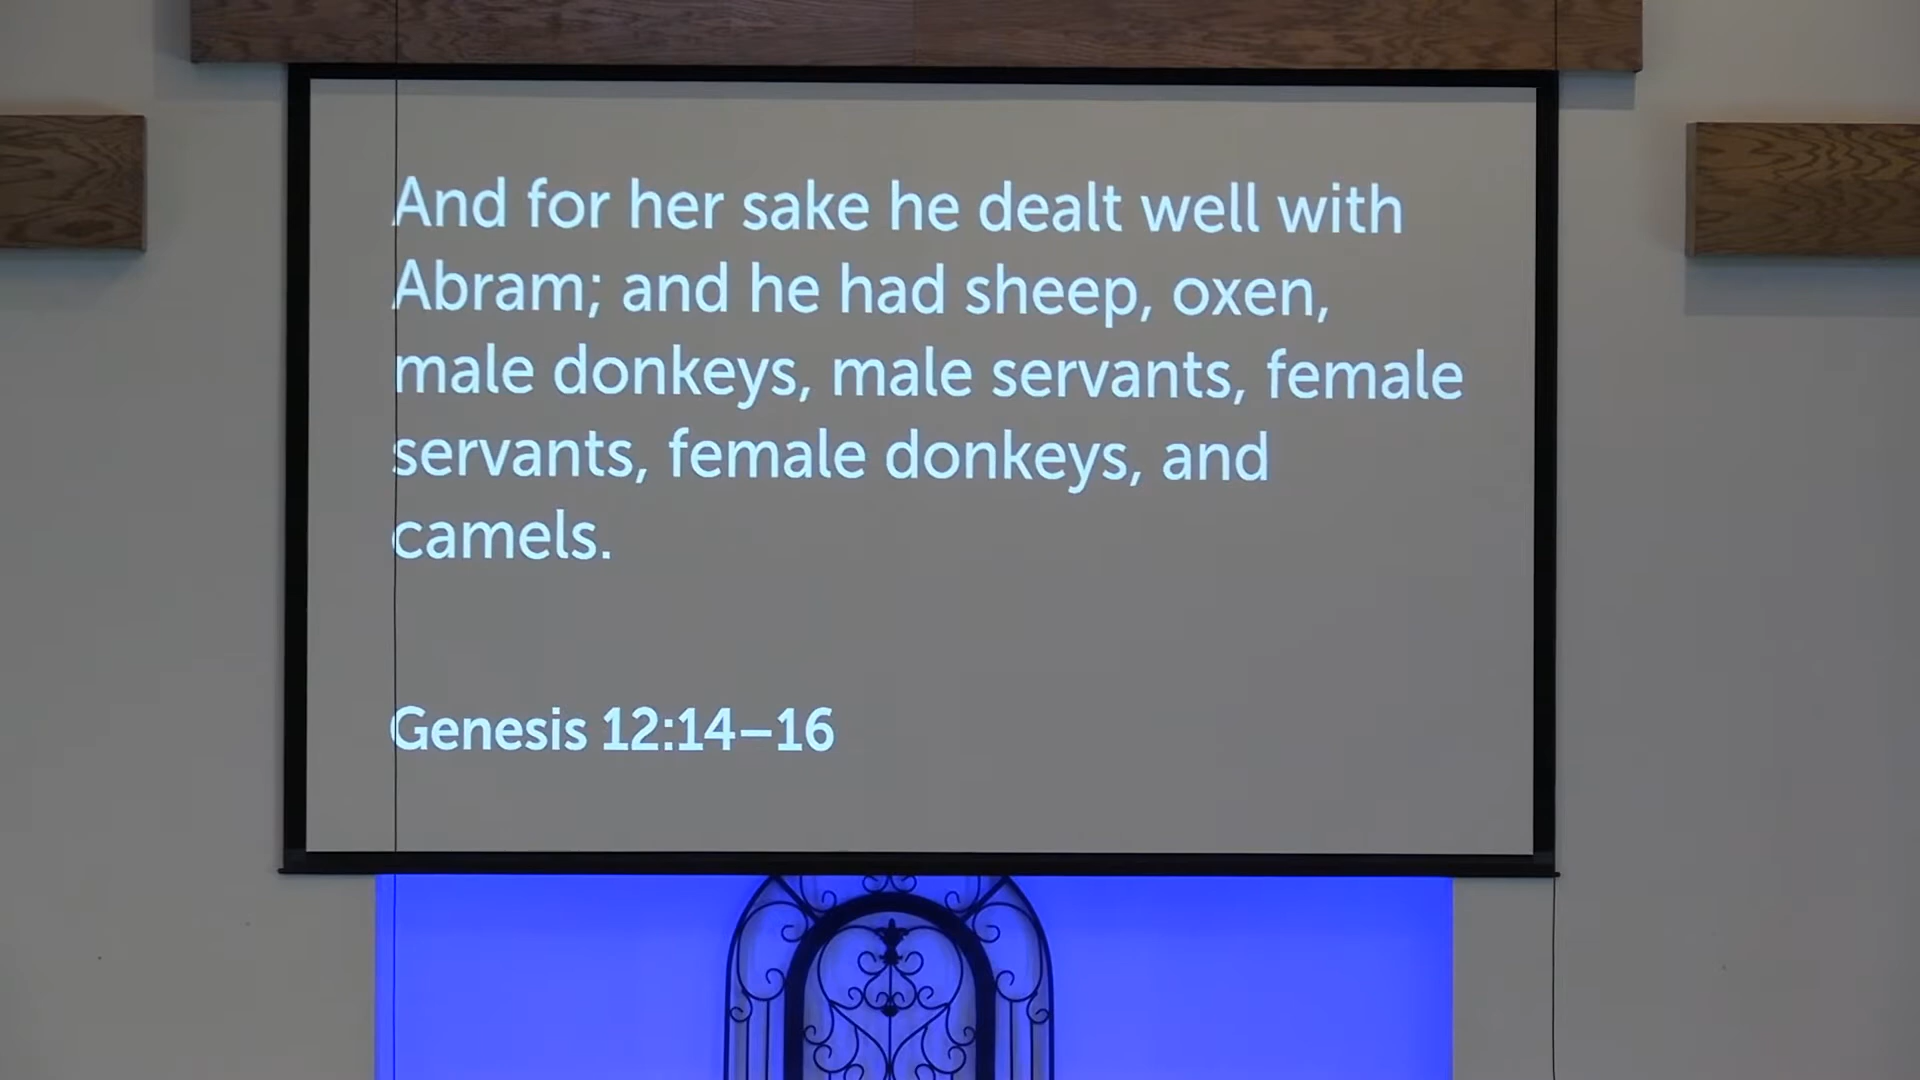 And for her sake he dealt well with
Abram; and he had sheep, oxen,
male donkeys, male servants, female
servants, female donkeys, and
camels.
Genesis 12:14–16